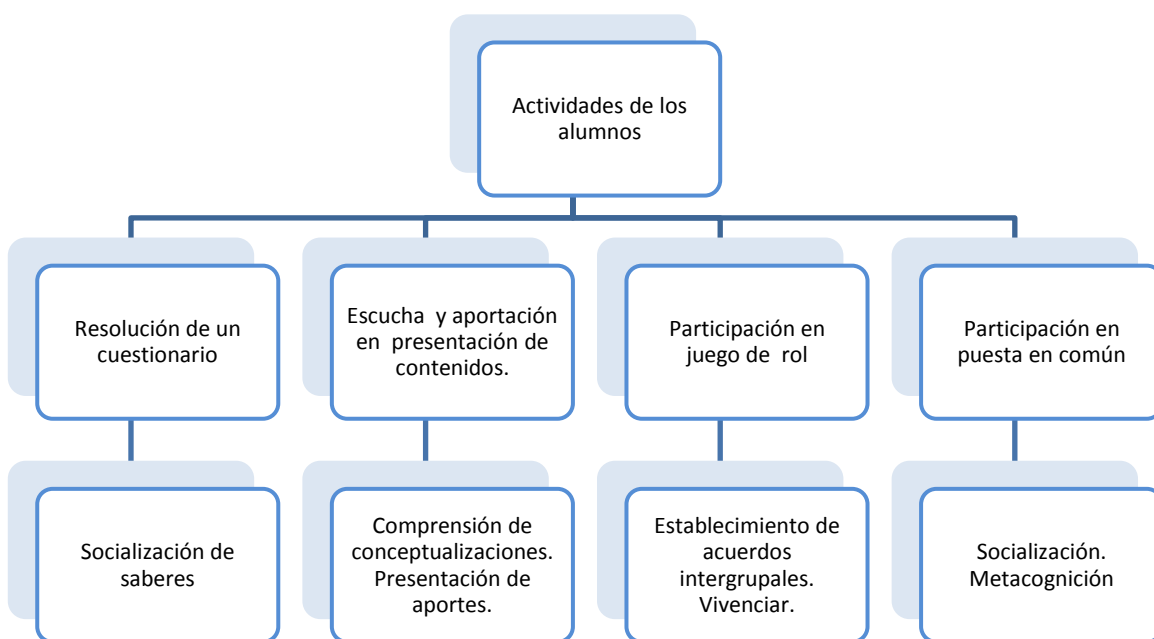 Actividades de los
alumnos
Resolución de un
cuestionario
Escucha y aportación
en presentación de
contenidos.
Participación en
juego de rol
Participación en
puesta en común
Socialización de
saberes
Comprensión de
conceptualizaciones.
Presentación de
aportes.
Establecimiento de
acuerdos
intergrupales.
Vivenciar.
Socialización.
Metacognición